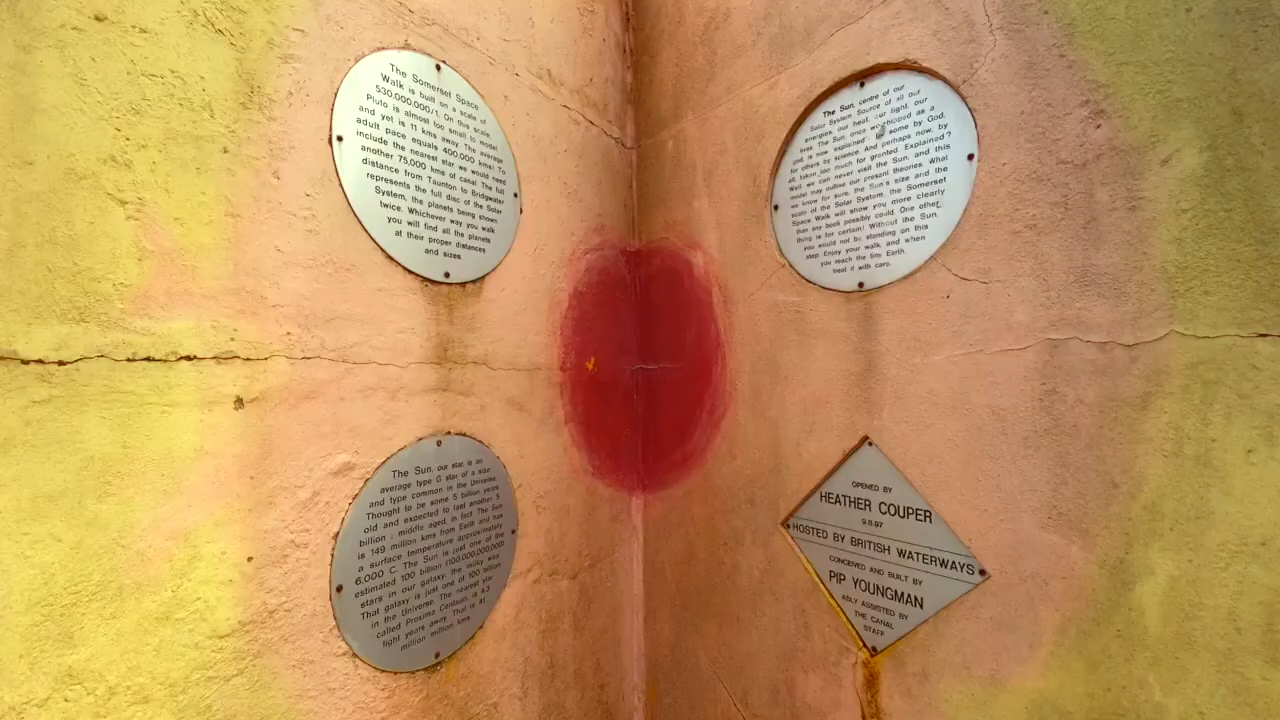 The Somerset Space
Walk is built on a scale of
530,000,000/1. On this scale,
Pluto is almost too small to model
and yet is 11 kms away. The average
adult pace equals 400,000 kms! To
include the nearest star we would need
another 75,000 kms of canal. The full
distance from Taunton to Bridgwater
represents the full disc of the Solar
System, the planets being shown
twice. Whichever way you walk
you will find all the planets
at their proper distances
and sizes.
The Sun, centre of our
Solar System. Source of all our
energies, our heat, our light, our
lives. The Sun, once worshipped as a
god, is now explained, by some by God,
for others by science. And perhaps now, by
all, taken too much for granted. Explained?
Well, we can never visit the Sun, and this
model may outlive our present theories. What
we know for sure, the Sun's size and the
scale of the Solar System, the Somerset
Space Walk will show you more clearly
than any book possibly could. One other
thing is for certain! Without the Sun,
you would not be standing on this
step. Enjoy your walk, and when
you reach the tiny Earth,
treat it with care.
The Sun, our star, is an
average type G star of a size
and type common in the Universe.
Thought to be some 5 billion years
old and expected to last another 5
billion : middle aged, in fact. The Sun
is 149 million kms from Earth and has
a surface temperature approximately
6,000 C. The Sun is just one of the
estimated 100 billion (100,000,000,000)
stars in our galaxy, the milky way.
That galaxy is just one of 100 billion
in the Universe. The nearest star
called Proxima Centauri, is 4.3
light years away. That is 41
million million kms.
OPENED BY
HEATHER COUPER
9.8.97
HOSTED BY BRITISH WATERWAYS
CONCEIVED AND BUILT BY
PIP YOUNGMAN
ABLY ASSISTED BY
THE CANAL
STAFF